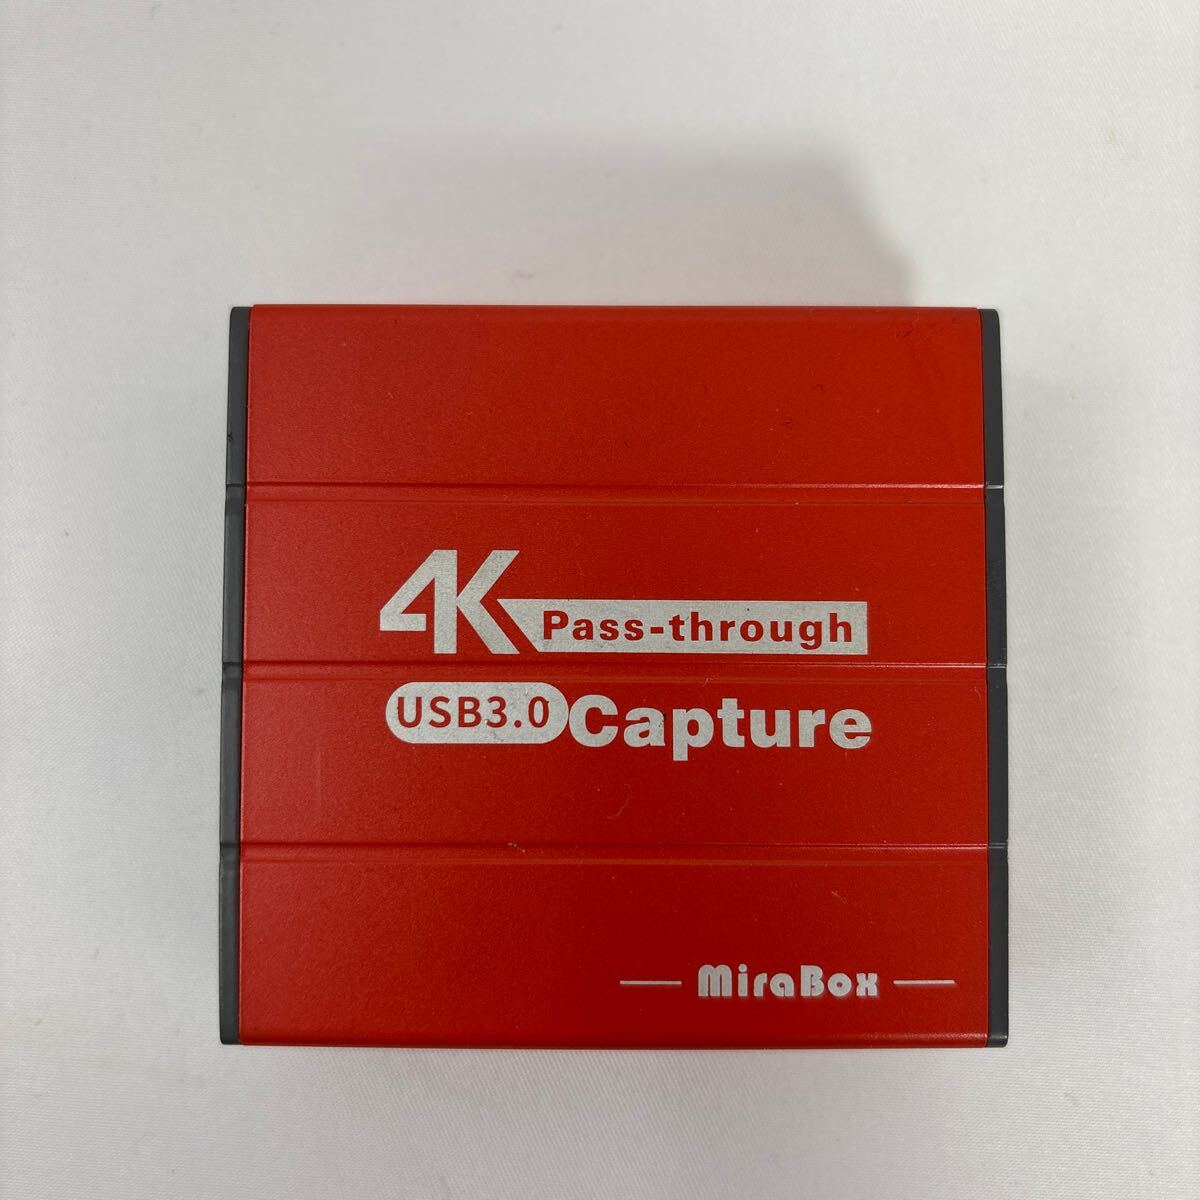 4K Pass-through
USB3.0 Capture
MiraBox